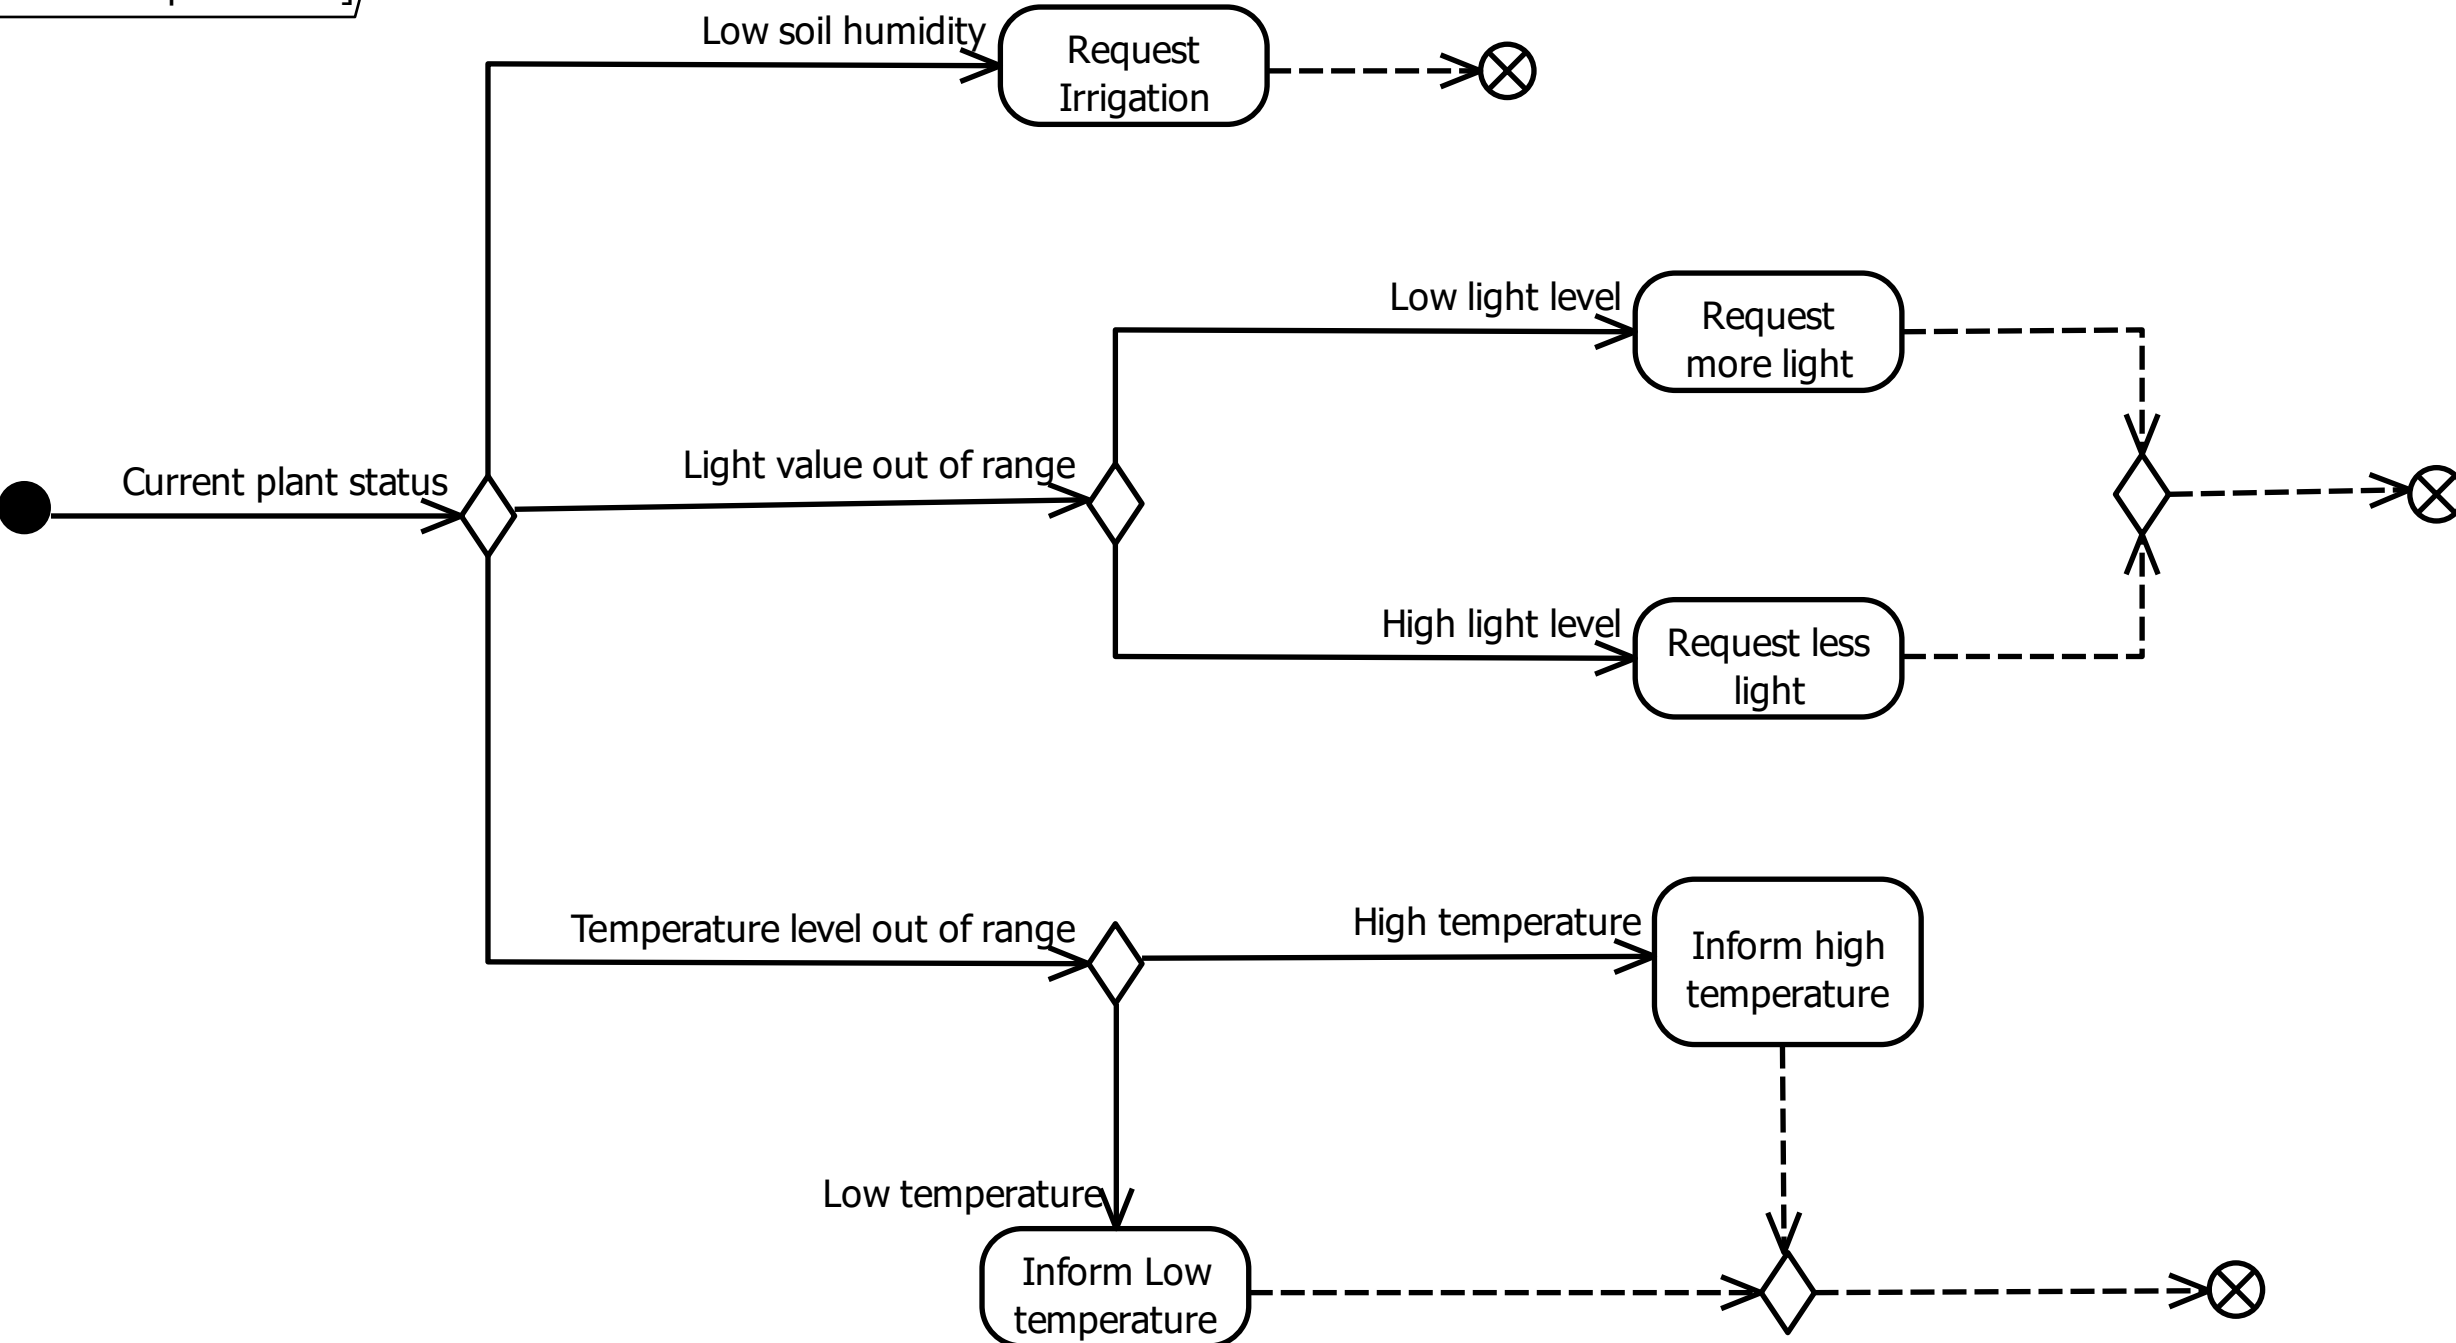 Low soil humidity
Request
Irrigation
Low light level
Request
more light
Light value out of range
Current plant status
High light level
Request less
light
Temperature level out of range
High temperature
Inform high
temperature
Low temperature
Inform Low
temperature